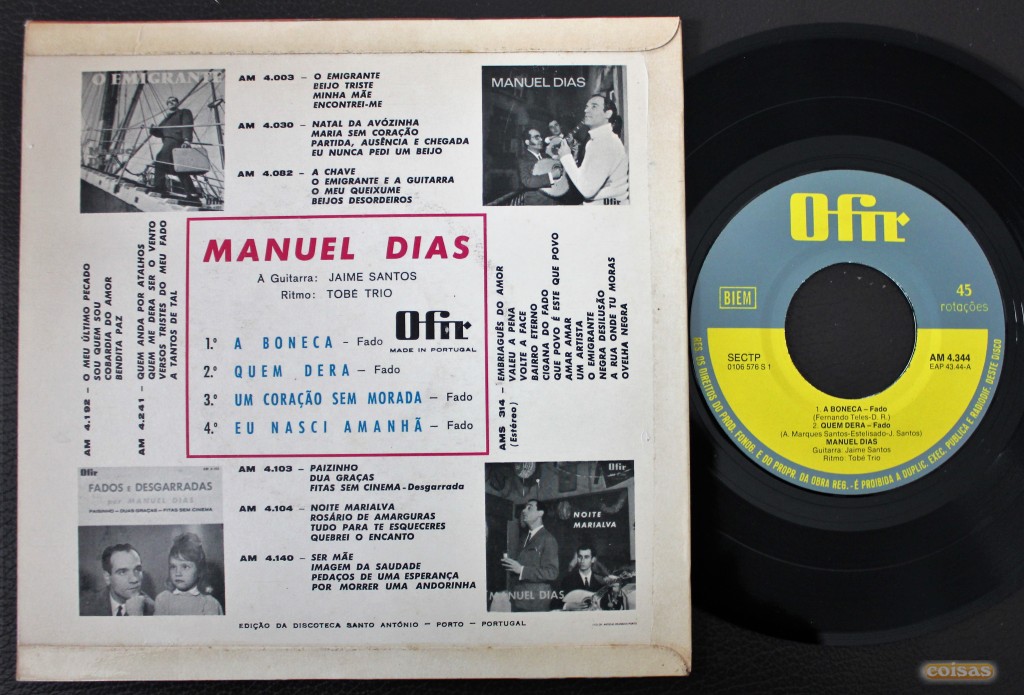 O EMIGRANTE
AM 4.003 – O EMIGRANTE
BEIJO TRISTE
MINHA MÃE
ENCONTREI-ME
AM 4.030 – NATAL DA AVÓZINHA
MARIA SEM CORAÇÃO
PARTIDA, AUSÊNCIA E CHEGADA
EU NUNCA PEDI UM BEIJO
AM 4.082 – A CHAVE
O EMIGRANTE E A GUITARRA
O MEU QUEIXUME
BEIJOS DESORDEIROS
Ofir
MANUEL DIAS
Ofir
AM 4.192 – O MEU ÚLTIMO PECADO
SOU QUEM SOU
COBARDIA DO AMOR
BENDITA PAZ
AM 4.241 – QUEM ANDA POR ATALHOS
QUEM ME DERA SER O VENTO
VERSOS TRISTES DO MEU FADO
A TANTOS DE TAL
MANUEL DIAS
À Guitarra: JAIME SANTOS
Ritmo: TOBÉ TRIO
Ofir
MADE IN PORTUGAL
1.º A BONECA – Fado
2.º QUEM DERA – Fado
3.º UM CORAÇÃO SEM MORADA – Fado
4.º EU NASCI AMANHÃ – Fado
AMS 314 – EMBRIAGUÊS DO AMOR
(Estéreo) VALEU A PENA
VOLTE A FACE
BAIRRO ETERNO
CIGANA DO FADO
QUE POVO É ESTE QUE POVO
AMAR AMAR
UM ARTISTA
O EMIGRANTE
NEGRA DESILUSÃO
A RUA ONDE TU MORAS
OVELHA NEGRA
Ofir
FADOS E DESGARRADAS
por MANUEL DIAS
PAIZINHO – DUAS GRAÇAS – FITAS SEM CINEMA
AM 4.103 – PAIZINHO
DUA GRAÇAS
FITAS SEM CINEMA - Desgarrada
AM 4.104 – NOITE MARIALVA
ROSÁRIO DE AMARGURAS
TUDO PARA TE ESQUECERES
QUEBREI O ENCANTO
AM 4.140 – SER MÃE
IMAGEM DA SAUDADE
PEDAÇOS DE UMA ESPERANÇA
POR MORRER UMA ANDORINHA
Ofir
NOITE
MARIALVA
MANUEL DIAS
EDIÇÃO DA DISCOTECA SANTO ANTÓNIO – PORTO – PORTUGAL
Ofir
BIEM
45
rotações
SECTP
0106 576 S 1
AM 4.344
EAP 43.44-A
1. A BONECA – Fado
(Fernando Teles-D. R.)
2. QUEM DERA – Fado
(A. Marques Santos-Estelisado-J. Santos)
MANUEL DIAS
Guitarra: Jaime Santos
Ritmo: Tobé Trio
RES. OS DIREITOS DO PROD. FONOG. E DO PROPR. DA OBRA REG. - É PROIBIDA A DUPLIC. EXEC. PUBLICA E RADIODIF. DESTE DISCO
coisas